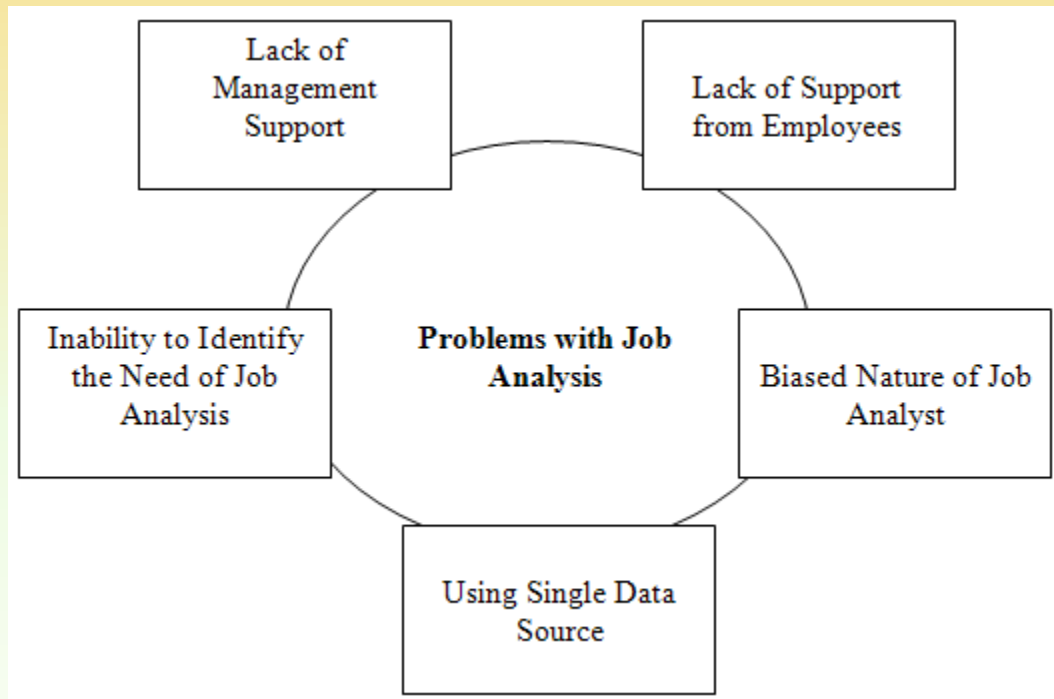 Lack of
Management
Support
Lack of Support
from Employees
Inability to Identify
the Need of Job
Analysis
Problems with Job
Analysis
Biased Nature of Job
Analyst
Using Single Data
Source